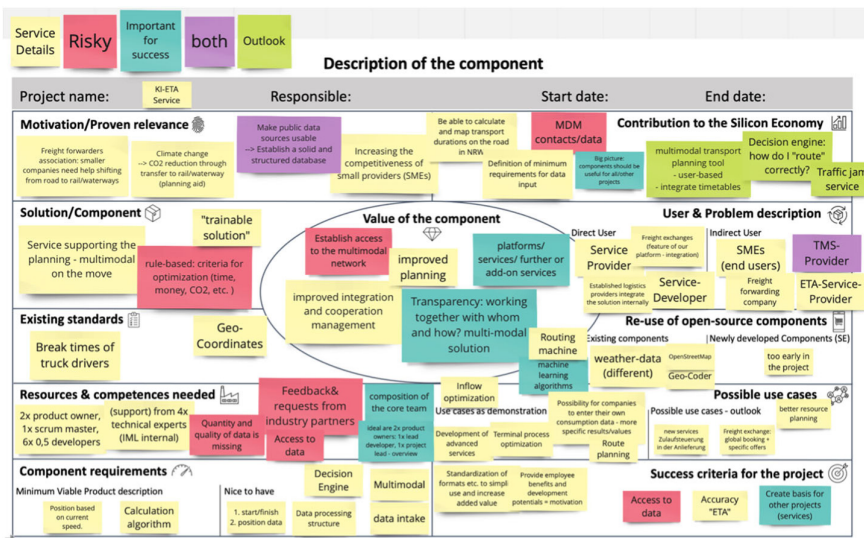 Service
Details
Risky
Important
for
success
both
Outlook
Description of the component
Project name:
KI-ETA
Service
Responsible:
Start date:
End date:
Motivation/Proven relevance
Freight forwarders
association: smaller
companies need help shifting
from road to rail/waterways
Climate change
--> CO2 reduction through
transfer to rail/waterway
(planning aid)
Make public data
sources usable
--> Establish a solid and
structured database
Increasing the
competitiveness of
small providers (SMEs)
Be able to calculate
and map transport
durations on the road
in NRW
Definition of minimum
requirements for data
input
MDM
contacts/data
Big picture:
components should be
useful for all/other
projects
Contribution to the Silicon Economy
multimodal transport
planning tool
- user-based
- integrate timetables
Decision engine:
how do I "route"
correctly?
Traffic jam
service
Solution/Component
Service supporting the
planning - multimodal
on the move
"trainable
solution"
rule-based: criteria for
optimization (time,
money, CO2, etc. )
Value of the component
Establish access
to the multimodal
network
improved
planning
platforms/
services/ further or
add-on services
improved integration
and cooperation
management
Transparency: working
together with whom
and how? multi-modal
solution
User & Problem description
Direct User
Service
Provider
Freight exchanges
(feature of our
platform - integration)
Established logistics
providers integrate
the solution internally
Service-
Developer
Indirect User
SMEs
(end users)
TMS-
Provider
Freight
forwarding
company
ETA-Service-
Provider
Existing standards
Break times of
truck drivers
Geo-
Coordinates
Re-use of open-source components
Existing components
Routing
machine
machine
learning
algorithms
weather-data
(different)
OpenStreetMap
Geo-Coder
Newly developed Components (SE)
too early in
the project
Resources & competences needed
2x product owner,
1x scrum master,
6x 0,5 developers
(support) from 4x
technical experts
(IML internal)
Quantity and
quality of data is
missing
Feedback&
requests from
industry partners
Access to
data
composition of
the core team
ideal are 2x product
owners: 1x lead
developer, 1x project
lead - overview
Possible use cases
Inflow
optimization
Use cases as demonstration
Development of
advanced
services
Terminal process
optimization
Possibility for companies
to enter their own
consumption data - more
specific results/values
Route
planning
Possible use cases - outlook
new services
Zulaufsteuerung
in der Anlieferung
Freight exchange:
global booking +
specific offers
better resource
planning
Component requirements
Minimum Viable Product description
Position based
on current
speed.
Calculation
algorithm
Nice to have
1. start/finish
2. position data
Decision
Engine
Data processing
structure
Multimodal
data intake
Standardization of
formats etc. to simpli
use and increase
added value
Provide employee
benefits and
development
potentials + motivation
Success criteria for the project
Access to
data
Accuracy
"ETA"
Create basis for
other projects
(services)